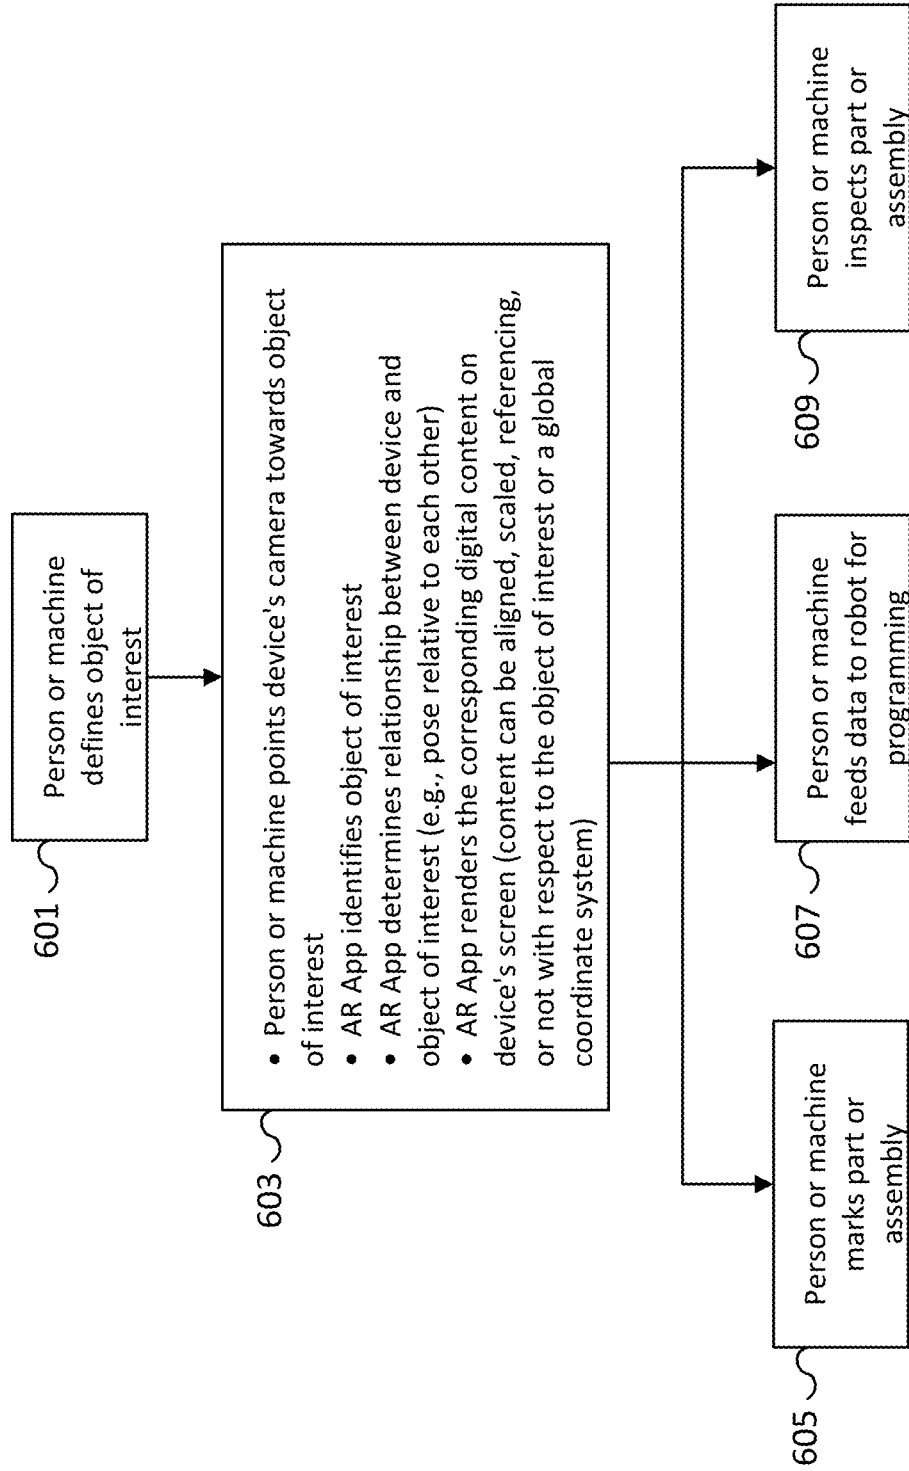 601
Person or machine
defines object of
interest
603
• Person or machine points device's camera towards object
of interest
• AR App identifies object of interest
• AR App determines relationship between device and
object of interest (e.g., pose relative to each other)
• AR App renders the corresponding digital content on
device's screen (content can be aligned, scaled, referencing,
or not with respect to the object of interest or a global
coordinate system)
605
Person or machine
marks part or
assembly
607
Person or machine
feeds data to robot for
programming
609
Person or machine
inspects part or
assembly